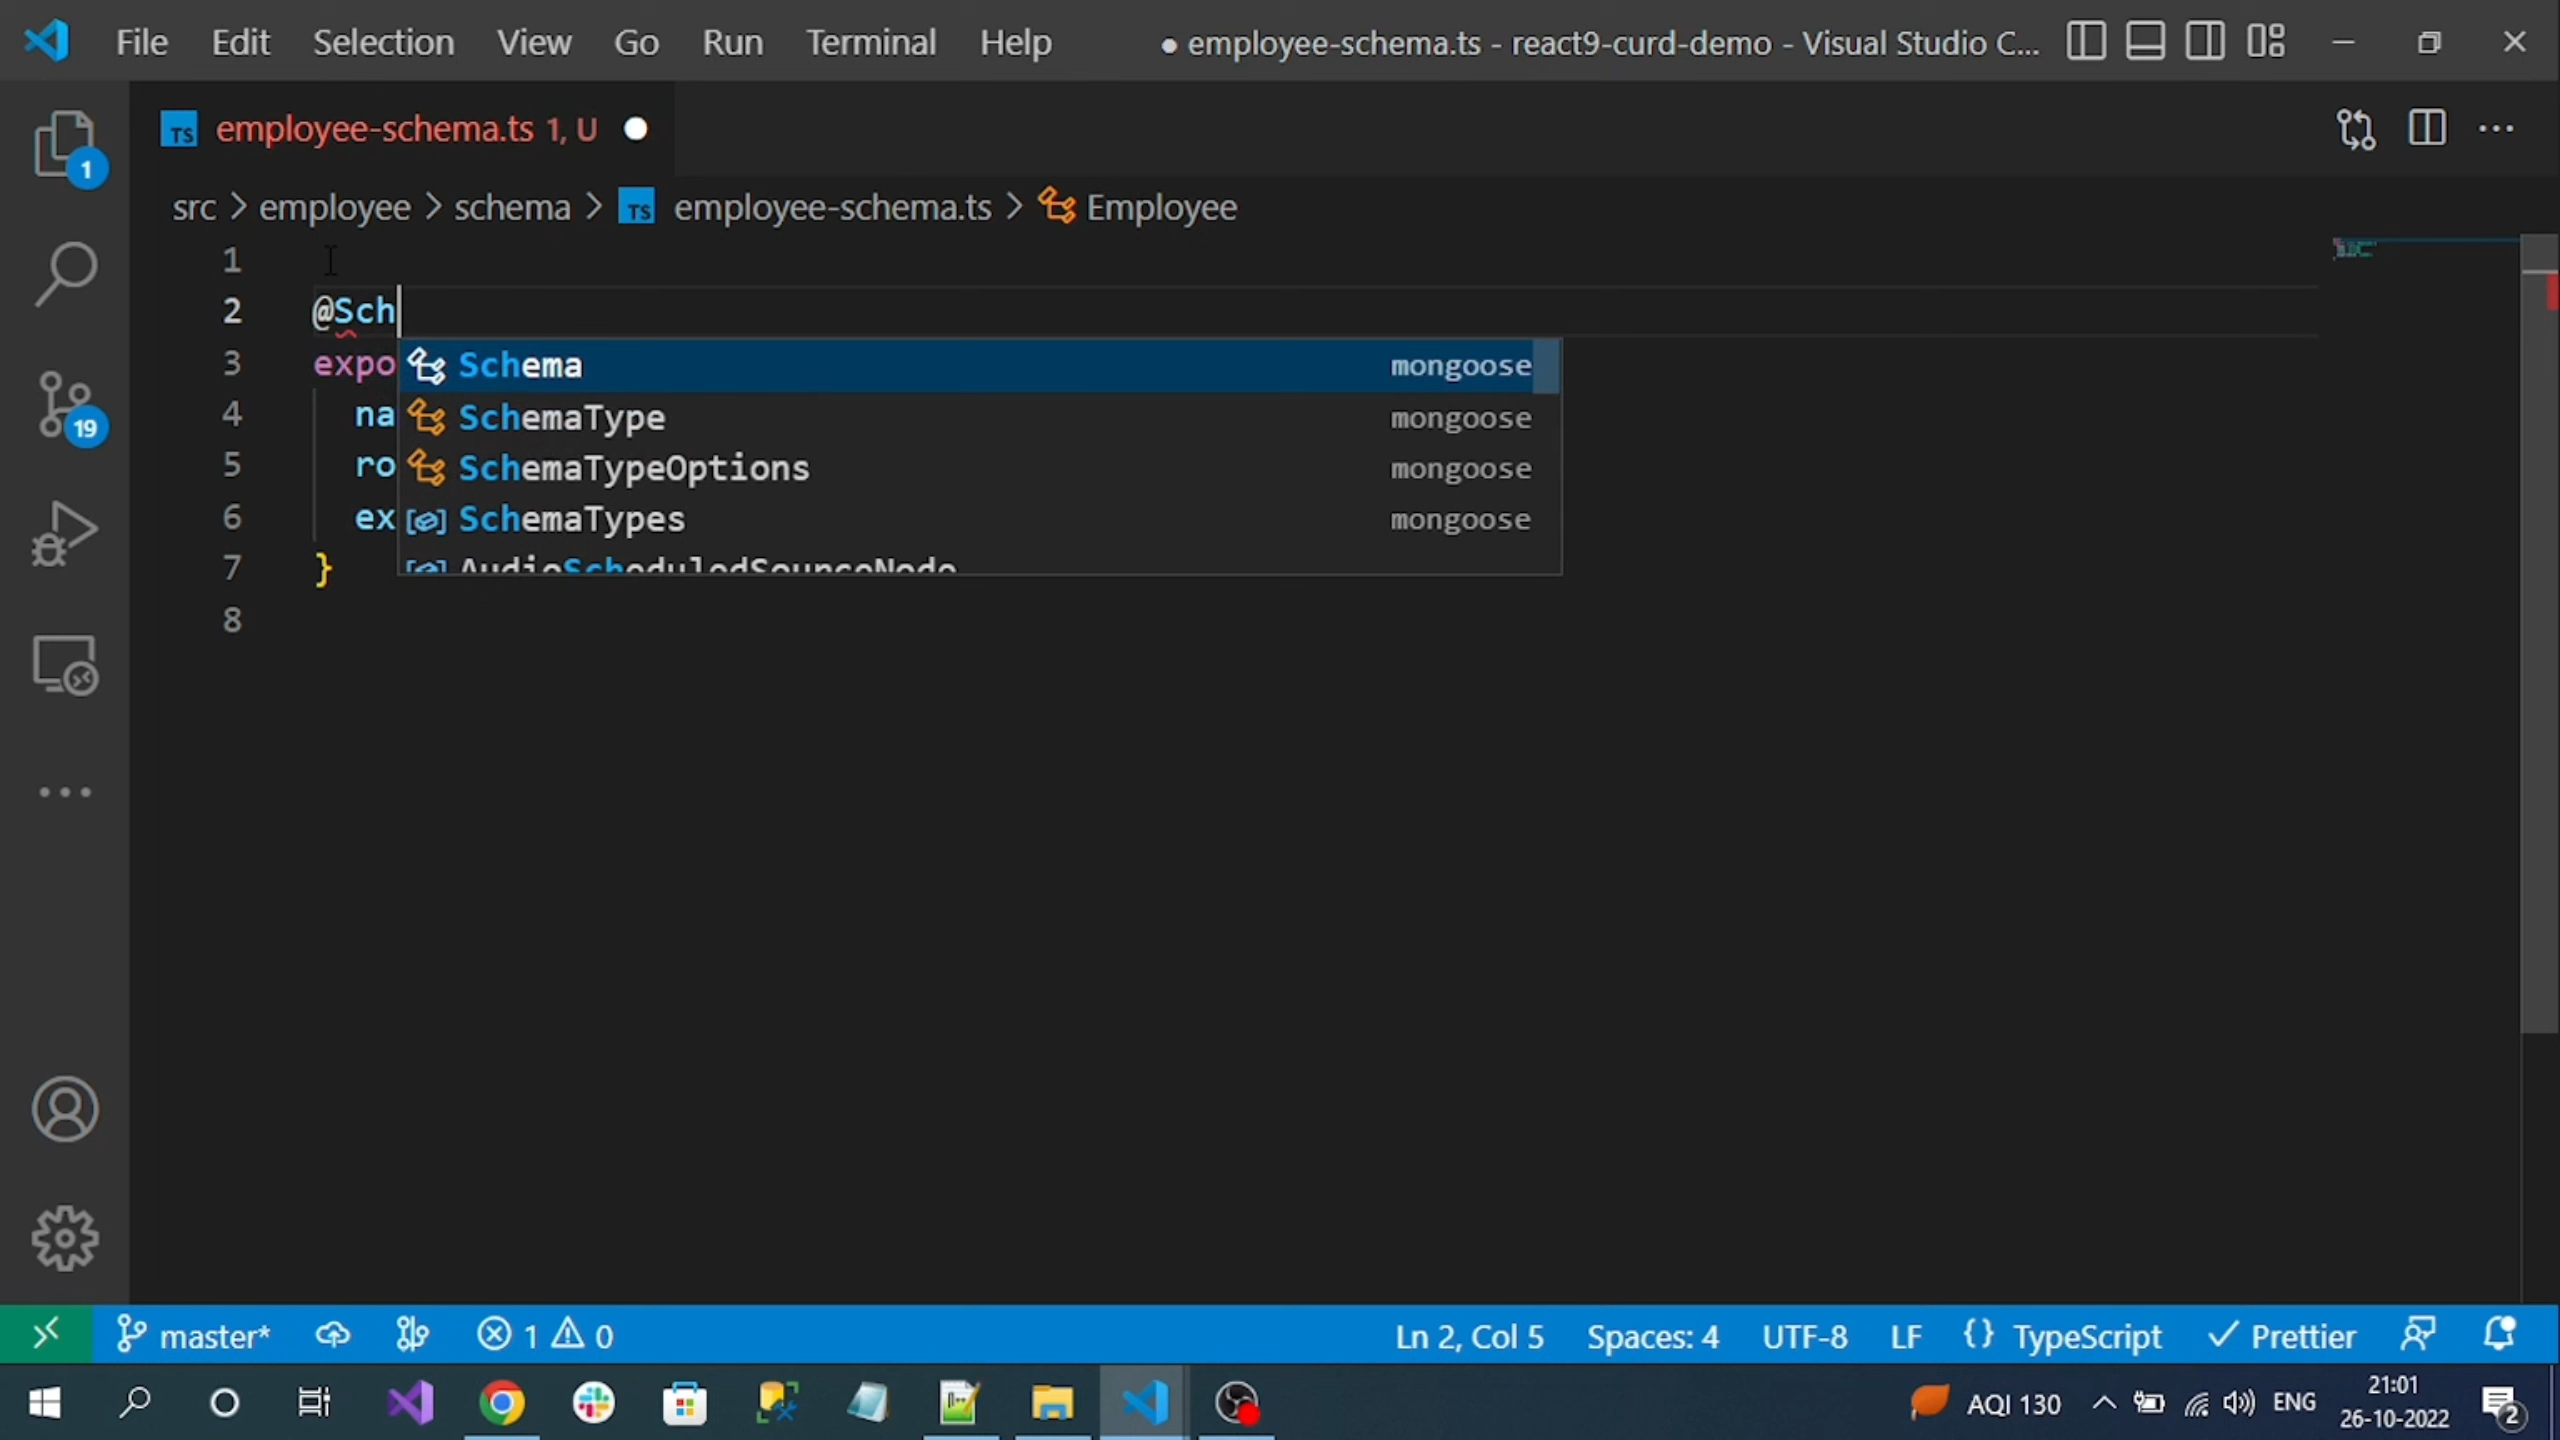 File Edit Selection View Go Run Terminal Help ● employee-schema.ts - react9-curd-demo - Visual Studio C...
TS employee-schema.ts 1, U
1
src > employee > schema > TS employee-schema.ts > Employee
1
2 @Sch
3 expo Schema mongoose
4 na SchemaType mongoose
19
5 ro SchemaTypeOptions mongoose
6 ex SchemaTypes mongoose
7 } AudioScheduledSourceNode
8
master* 1 0 Ln 2, Col 5 Spaces: 4 UTF-8 LF {} TypeScript Prettier
AQI 130 ENG 21:01
26-10-2022 2